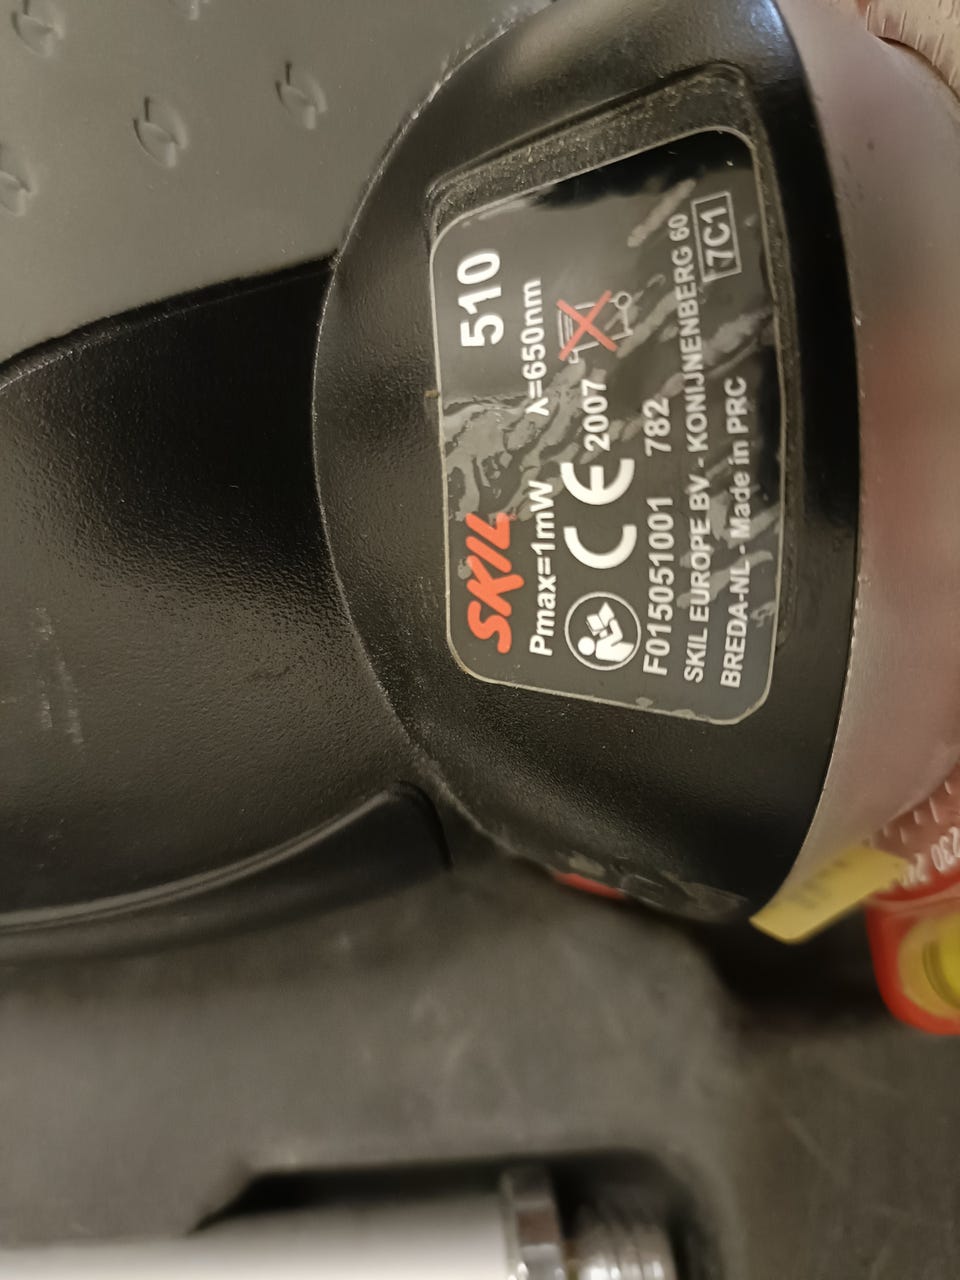 SKIL 510
Pmax=1mW λ=650nm
CE 2007
F015051001 782
SKIL EUROPE BV - KONIJNENBERG 60
BREDA-NL - Made in PRC 7C1
230